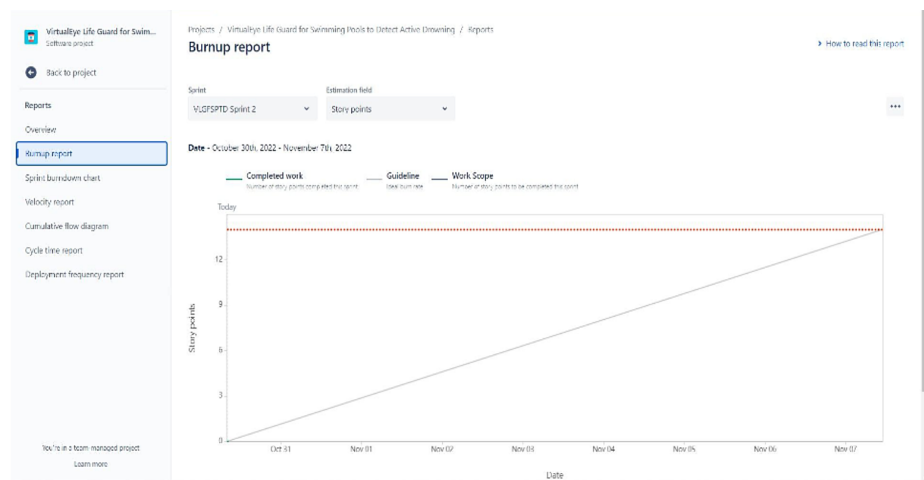 VirtualEye Life Guard for Swim...
Software project
Back to project
Reports
Overview
Burnup report
Sprint burndown chart
Velocity report
Cumulative flow diagram
Cycle time report
Deployment frequency report
You're in a team-managed project
Learn more
Projects / VirtualEye Life Guard for Swimming Pools to Detect Active Drowning / Reports
Burnup report
How to read this report
Sprint
Estimation field
VLGFSPTD Sprint 2
Story points
Date - October 30th, 2022 - November 7th, 2022
Completed work
Number of story points completed this sprint
Guideline
Ideal burn rate
Work Scope
Number of story points to be completed this sprint
Today
12
9
6
3
0
Story points
Oct 31
Nov 01
Nov 02
Nov 03
Nov 04
Nov 05
Nov 06
Nov 07
Date